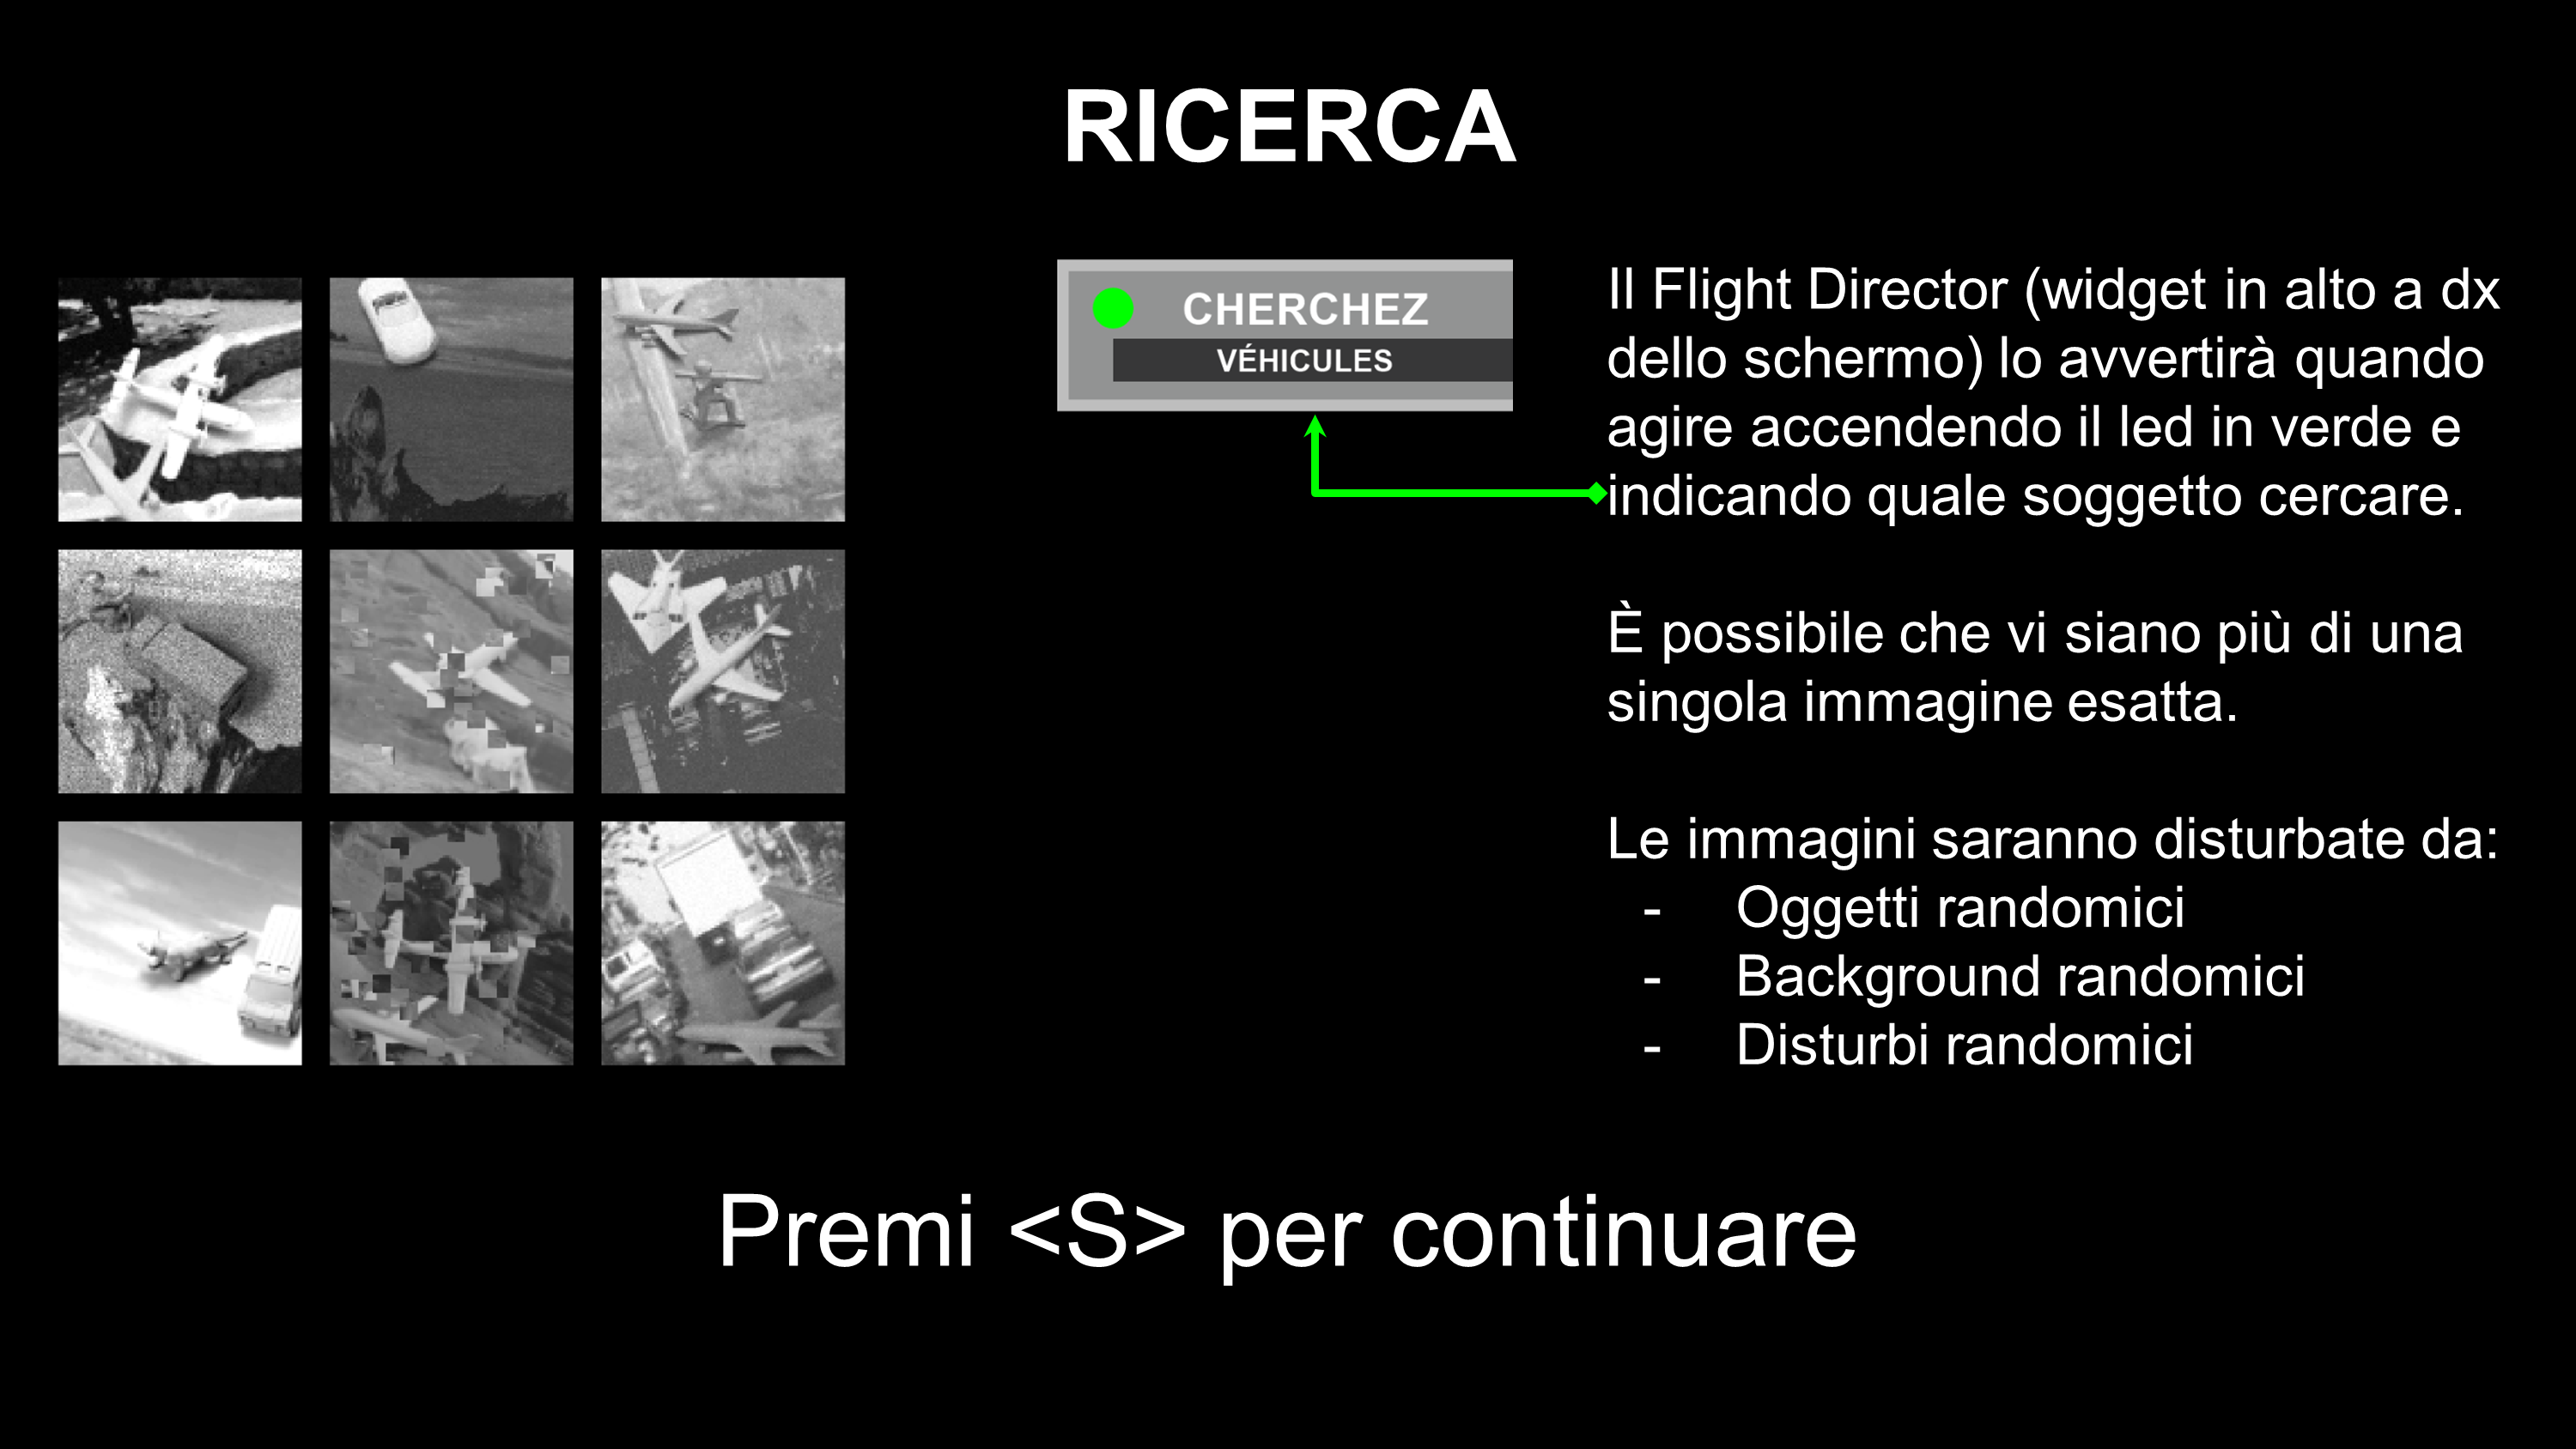 RICERCA
CHERCHEZ
VÉHICULES
Il Flight Director (widget in alto a dx
dello schermo) lo avvertirà quando
agire accendendo il led in verde e
indicando quale soggetto cercare.
È possibile che vi siano più di una
singola immagine esatta.
Le immagini saranno disturbate da:
- Oggetti randomici
- Background randomici
- Disturbi randomici
Premi <S> per continuare